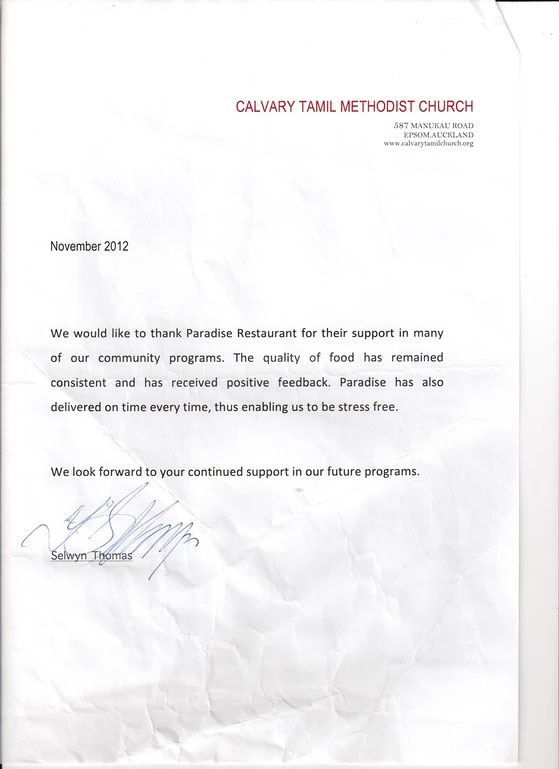 CALVARY TAMIL METHODIST CHURCH
587 MANUKAU ROAD
EPSOM.AUCKLAND
www.calvarytamilchurch.org
November 2012
We would like to thank Paradise Restaurant for their support in many
of our community programs. The quality of food has remained
consistent and has received positive feedback. Paradise has also
delivered on time every time, thus enabling us to be stress free.
We look forward to your continued support in our future programs.
Selwyn Thomas